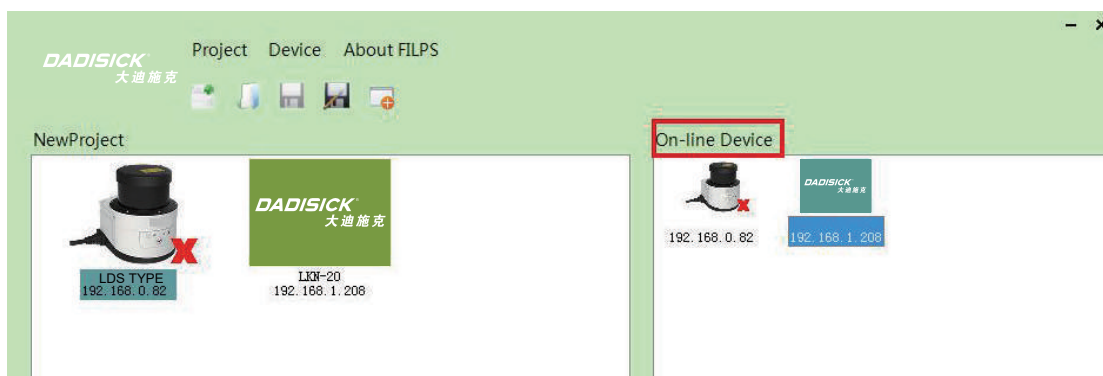 DADISICK
大迪施克
Project Device About FILPS
NewProject
On-line Device
DADISICK
大迪施克
LDS TYPE
192.168.0.82
LKN-20
192.168.1.208
DADISICK
大迪施克
192.168.0.82
192.168.1.208